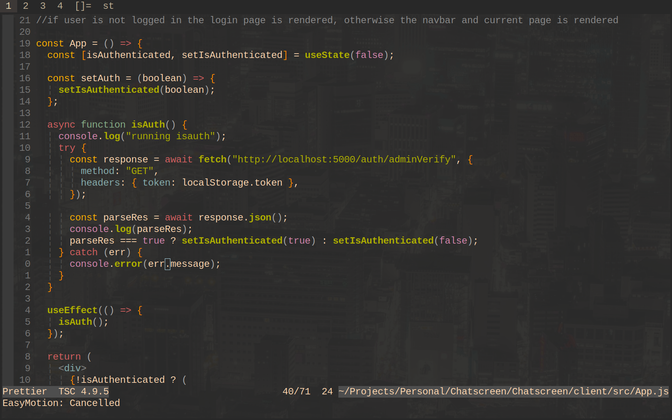 1 2 3 4 []= st
21 //if user is not logged in the login page is rendered, otherwise the navbar and current page is rendered
20
19 const App = () => {
18 const [isAuthenticated, setIsAuthenticated] = useState(false);
17
16 const setAuth = (boolean) => {
15 setIsAuthenticated(boolean);
14 };
13
12 async function isAuth() {
11 console.log("running isauth");
10 try {
9 const response = await fetch("http://localhost:5000/auth/adminVerify", {
8 method: "GET",
7 headers: { token: localStorage.token },
6 });
5
4 const parseRes = await response.json();
3 console.log(parseRes);
2 parseRes === true ? setIsAuthenticated(true) : setIsAuthenticated(false);
1 } catch (err) {
0 console.error(err.message);
1 }
2 }
3
4 useEffect(() => {
5 isAuth();
6 });
7
8 return (
9 <div>
10 {!isAuthenticated ? (
Prettier TSC 4.9.5 40/71 24 ~/Projects/Personal/Chatscreen/Chatscreen/client/src/App.js
EasyMotion: Cancelled